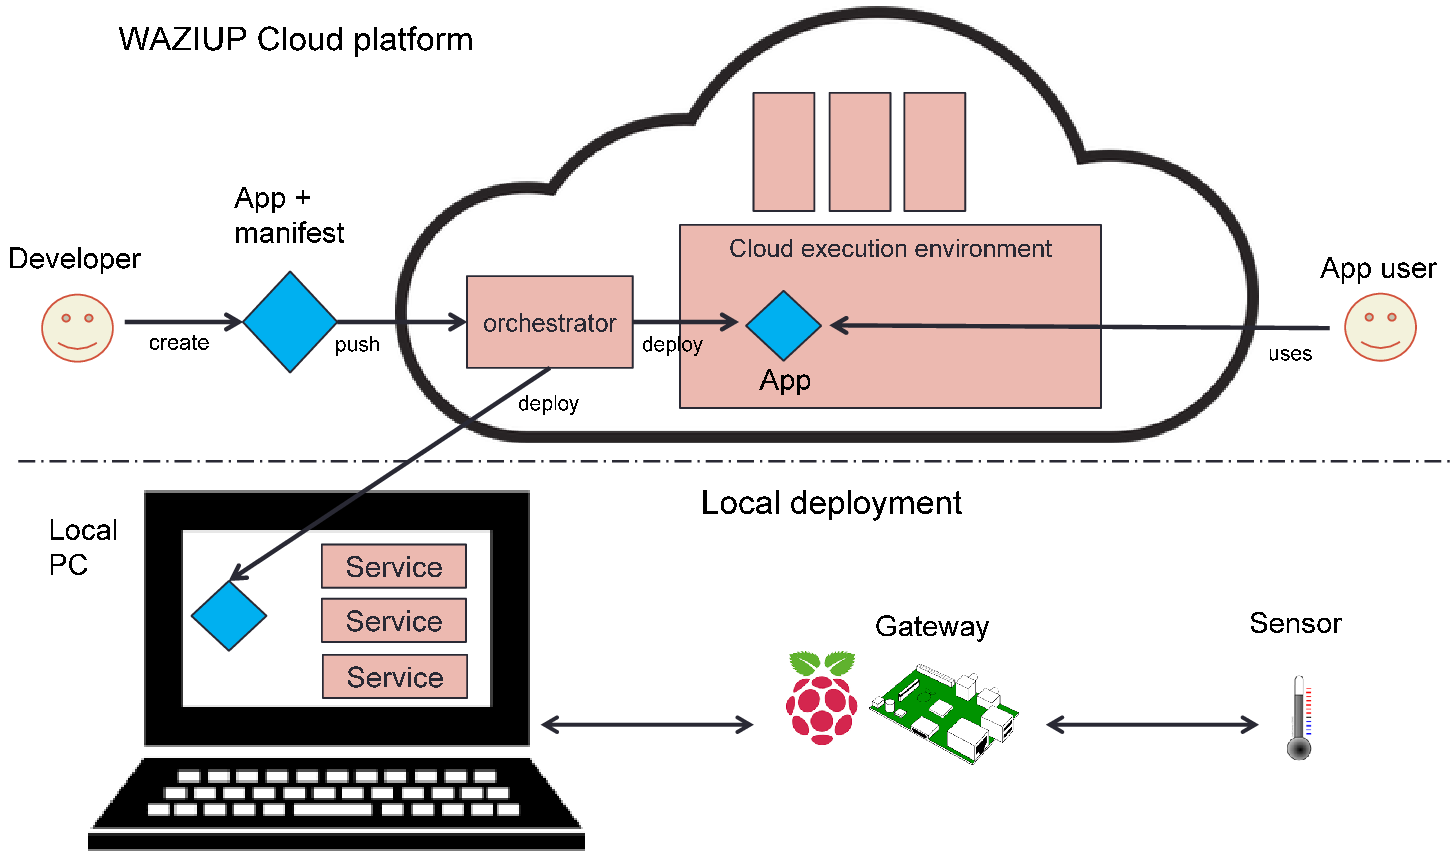 WAZIUP Cloud platform
App +
manifest
Developer
Cloud execution environment
App user
orchestrator
create
push
deploy
App
uses
deploy
Local deployment
Local
PC
Service
Service
Service
Gateway
Sensor